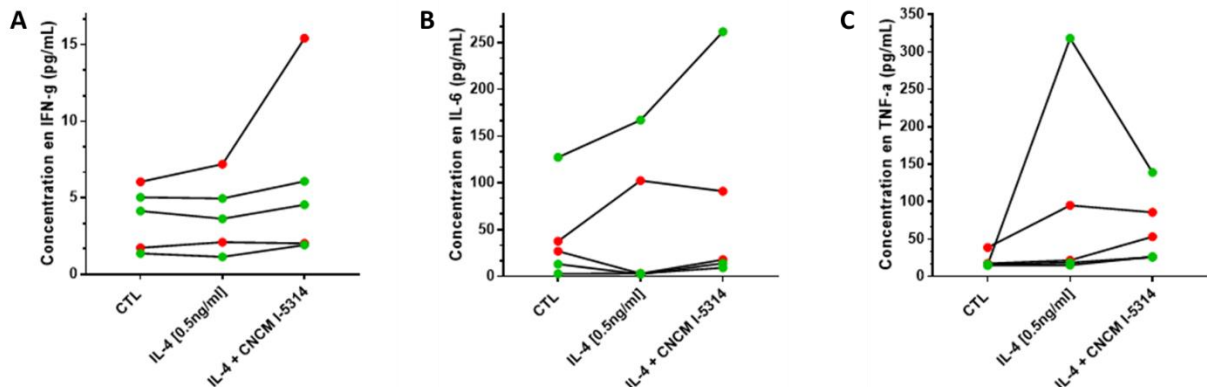 A
Concentration en IFN-g (pg/mL)
15
10
5
0
CTL
IL-4 [0.5ng/ml]
IL-4 + CNCM I-5314
B
Concentration en IL-6 (pg/mL)
250
200
150
100
50
0
CTL
IL-4 [0.5ng/ml]
IL-4 + CNCM I-5314
C
Concentration en TNF-a (pg/mL)
350
300
250
200
150
100
50
0
CTL
IL-4 [0.5ng/ml]
IL-4 + CNCM I-5314